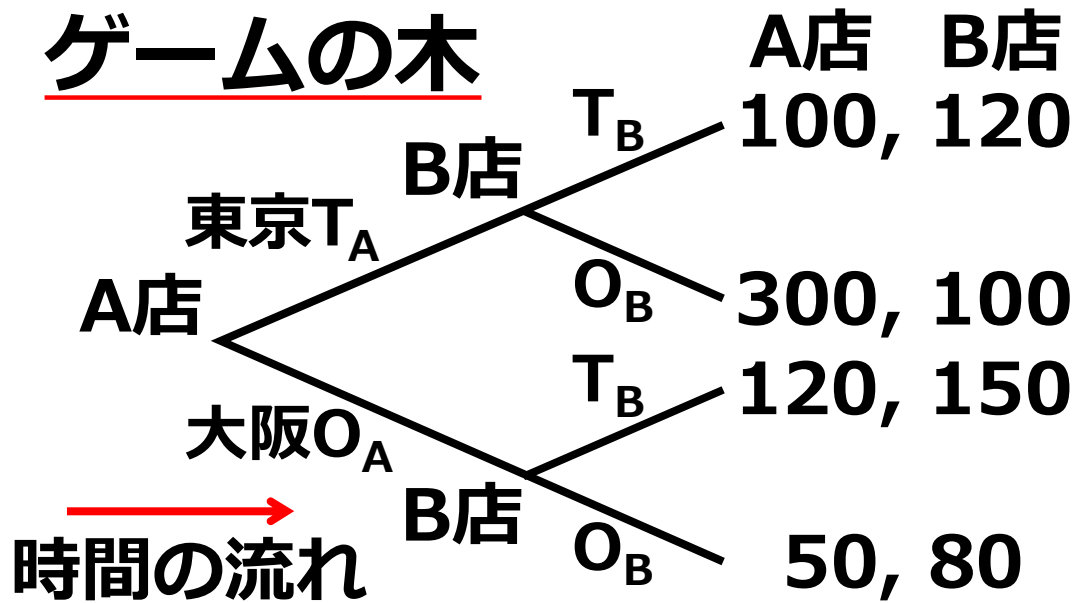 ゲームの木
A店 B店
T_B
100, 120
B店
東京T_A
O_B
300, 100
A店
T_B
120, 150
大阪O_A
B店
O_B
50, 80
時間の流れ